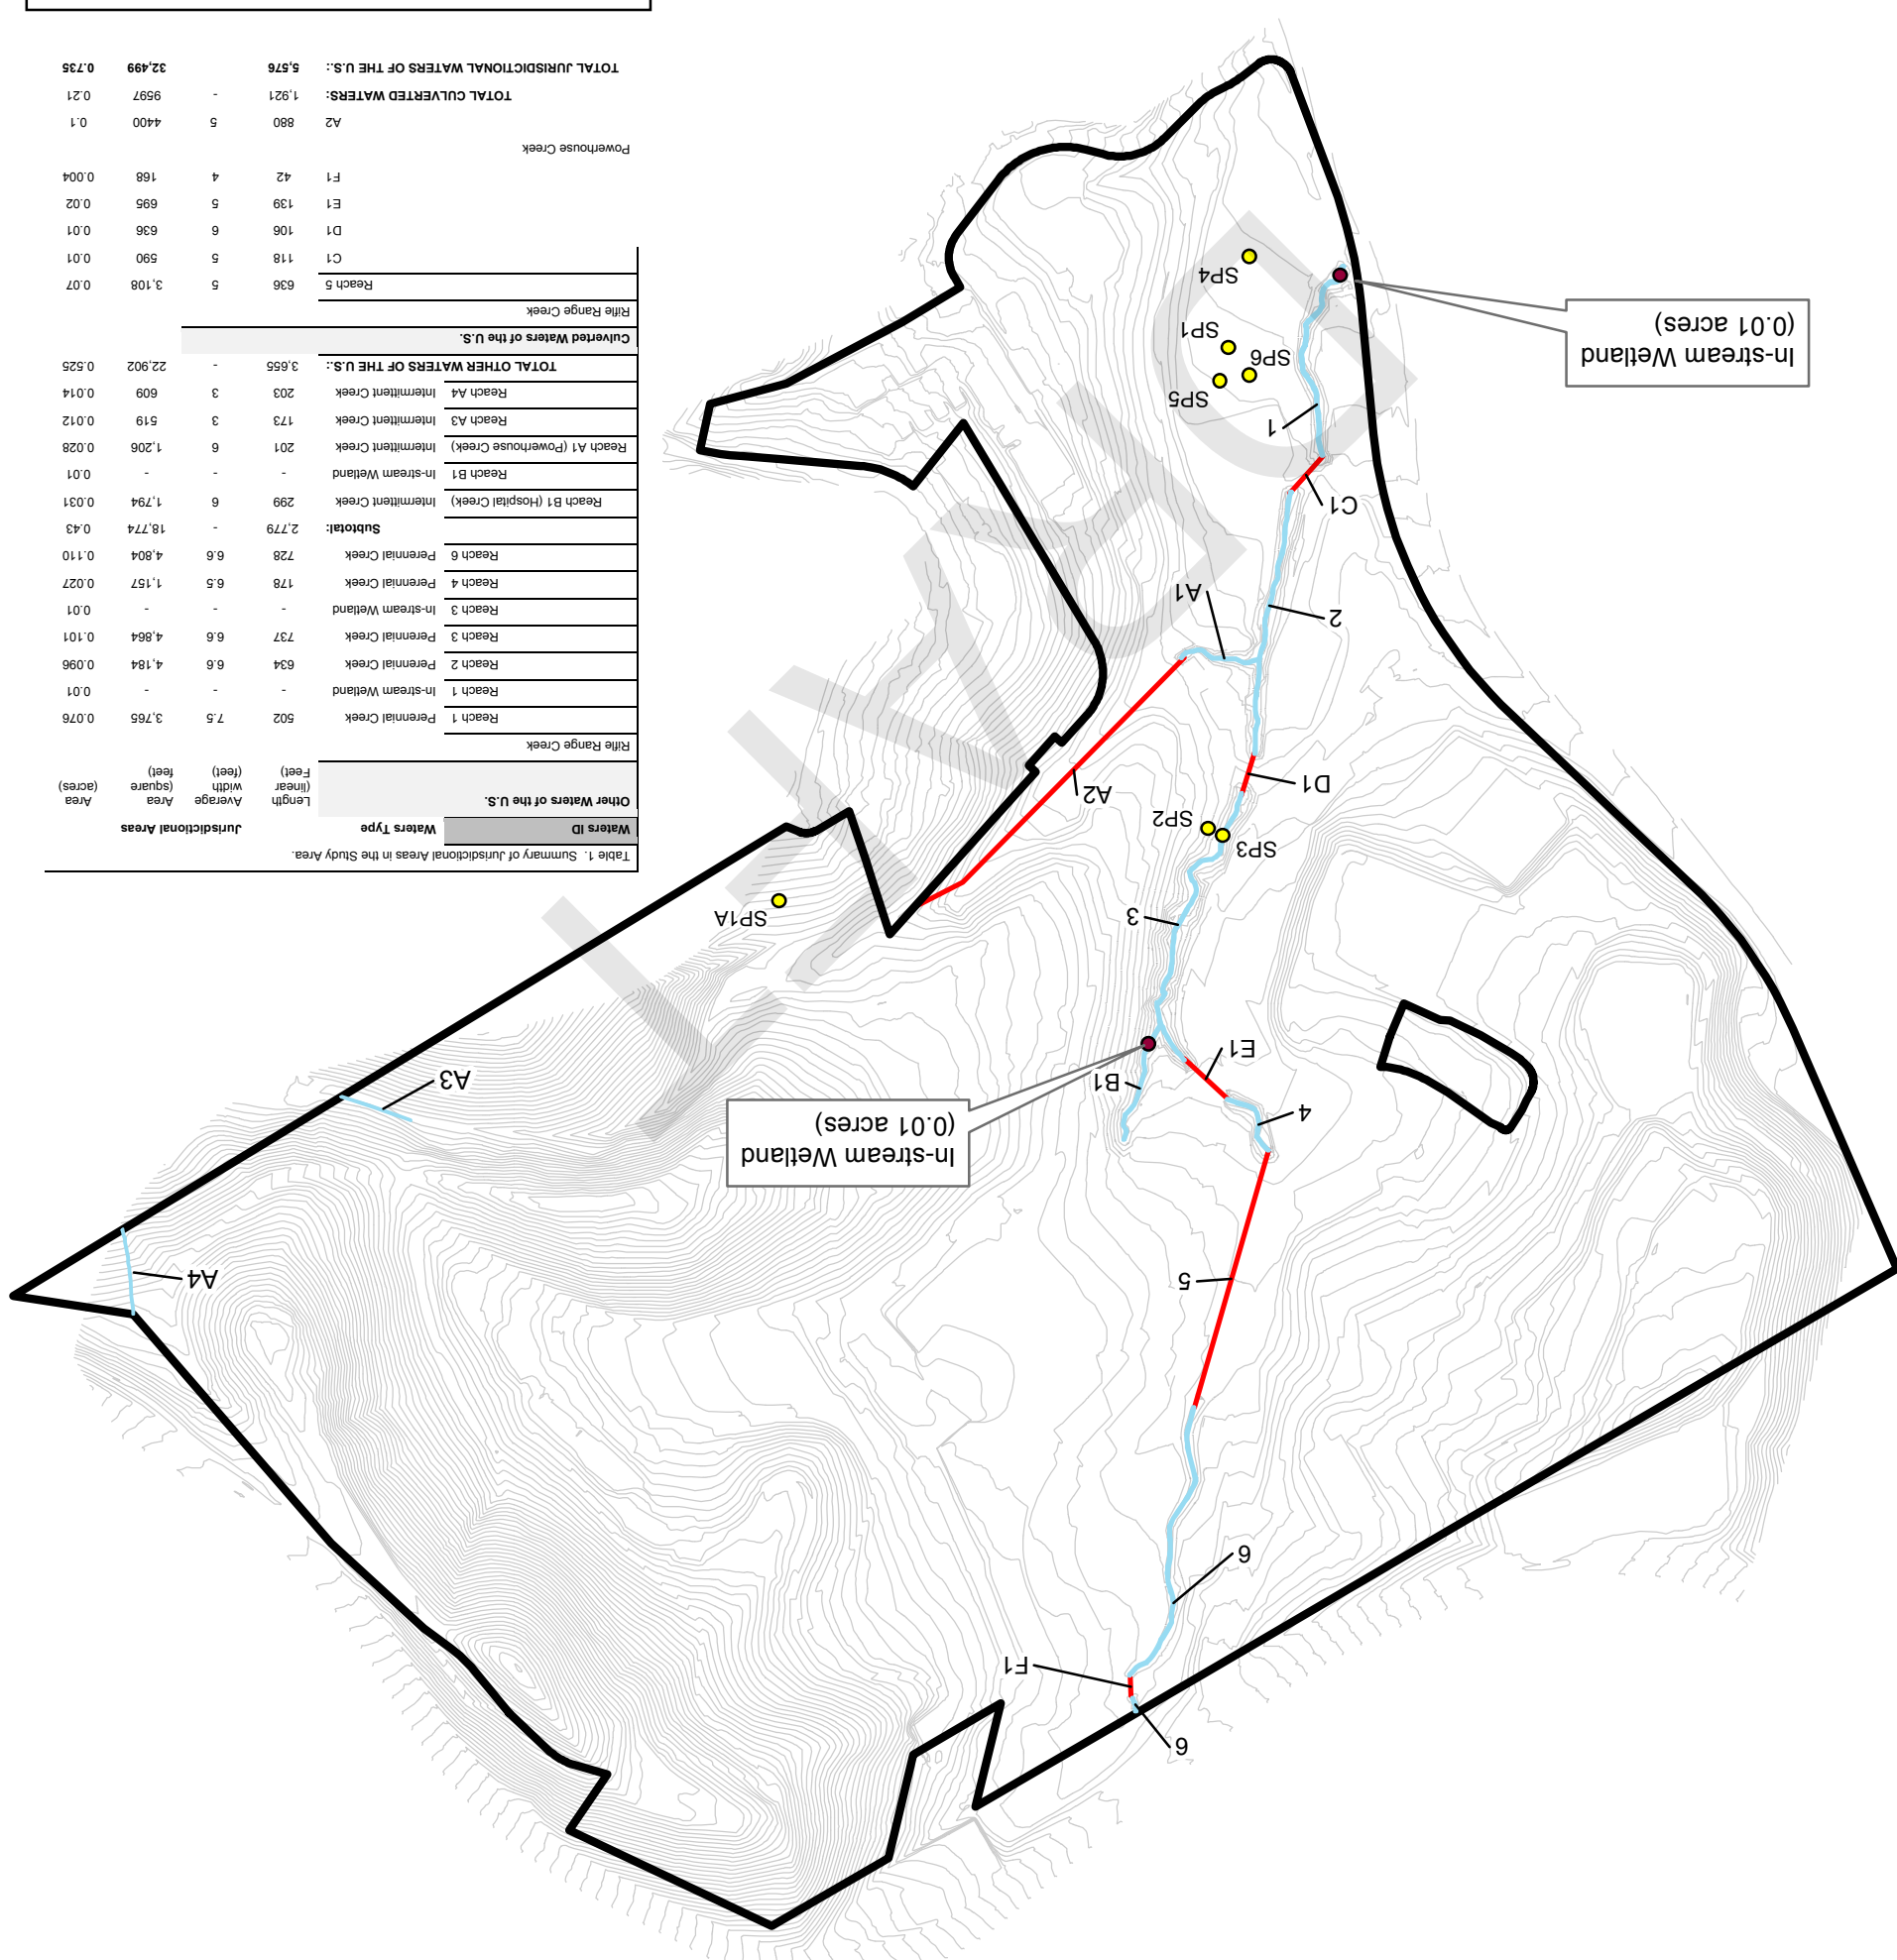 6
F1
6
5
A4
In-stream Wetland
(0.01 acres)
4
B1
A3
E1
SP1A
3
SP3
SP2
A2
D1
2
A1
C1
1
SP5
SP6
In-stream Wetland
(0.01 acres)
SP1
SP4
DRAFT
Table 1. Summary of Jurisdictional Areas in the Study Area.
Waters ID Waters Type Jurisdictional Areas
Other Waters of the U.S. Length (linear Feet) Average width (feet) Area (square feet) Area (acres)
Rifle Range Creek
Reach 1 Perennial Creek 502 7.5 3,765 0.076
Reach 1 In-stream Wetland - - - 0.01
Reach 2 Perennial Creek 634 6.6 4,184 0.096
Reach 3 Perennial Creek 737 6.6 4,864 0.101
Reach 3 In-stream Wetland - - - 0.01
Reach 4 Perennial Creek 178 6.5 1,157 0.027
Reach 6 Perennial Creek 728 6.6 4,804 0.110
Subtotal: 2,779 - 18,774 0.43
Reach B1 (Hospital Creek) Intermittent Creek 299 6 1,794 0.031
Reach B1 In-stream Wetland - - - 0.01
Reach A1 (Powerhouse Creek) Intermittent Creek 201 6 1,206 0.028
Reach A3 Intermittent Creek 173 3 519 0.012
Reach A4 Intermittent Creek 203 3 609 0.014
TOTAL OTHER WATERS OF THE U.S.: 3,655 - 22,902 0.525
Culverted Waters of the U.S.
Rifle Range Creek
Reach 5 636 5 3,108 0.07
C1 118 5 590 0.01
D1 106 6 636 0.01
E1 139 5 695 0.02
F1 42 4 168 0.004
Powerhouse Creek
A2 880 5 4400 0.1
TOTAL CULVERTED WATERS: 1,921 - 9597 0.21
TOTAL JURISDICTIONAL WATERS OF THE U.S.: 5,576 32,499 0.735